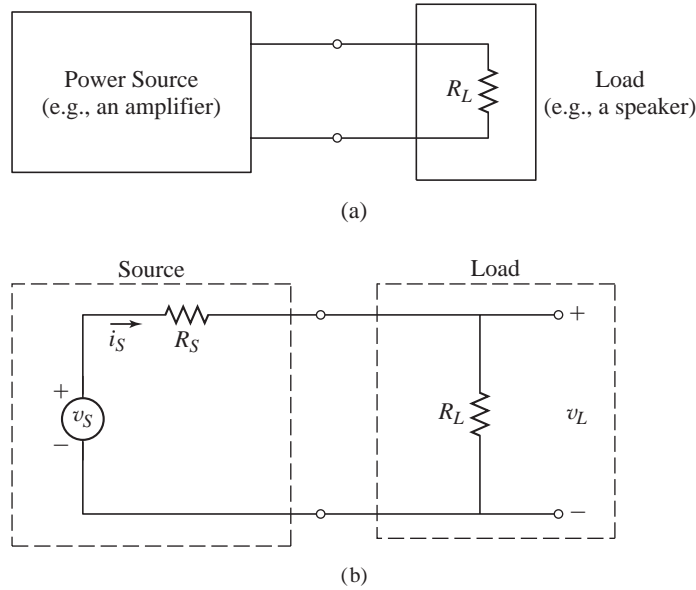 Power Source
(e.g., an amplifier)
R_L
Load
(e.g., a speaker)
(a)
Source
Load
i_S
R_S
+
v_S
−
R_L
+
v_L
−
(b)